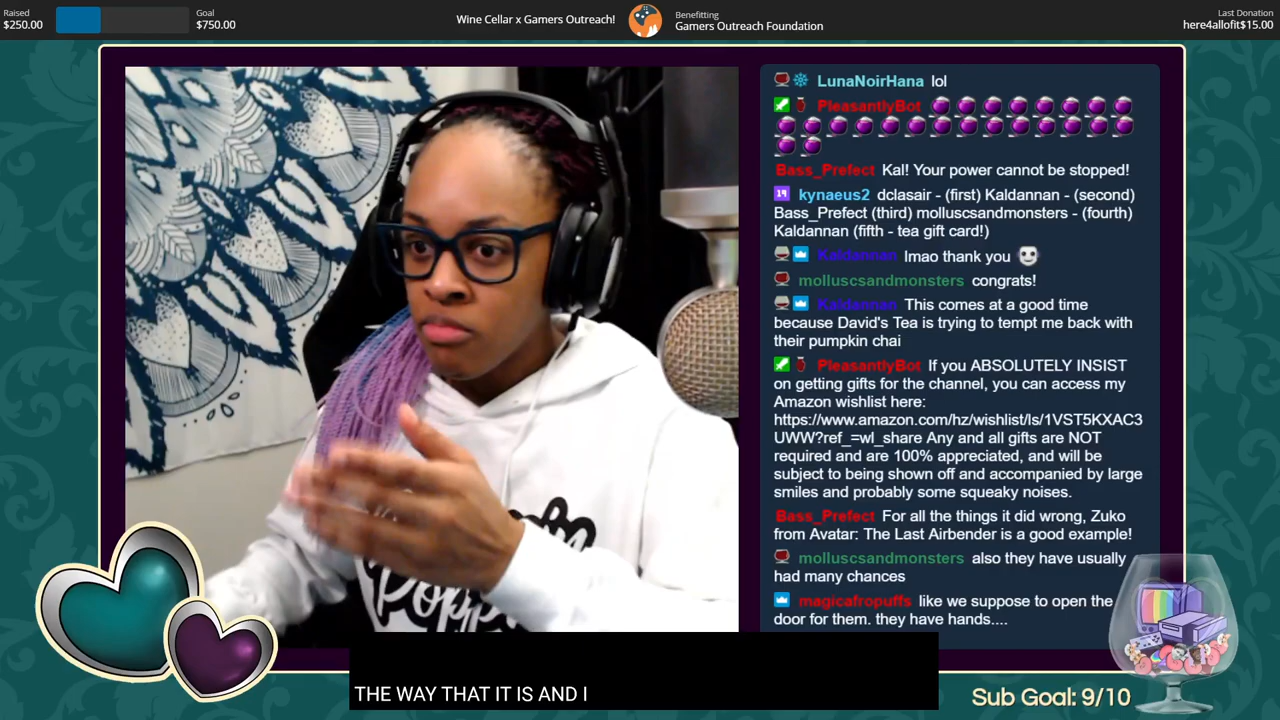 Raised
$250.00
Goal
$750.00
Wine Cellar x Gamers Outreach!
Benefitting
Gamers Outreach Foundation
Last Donation
here4allofit$15.00
LunaNoirHana lol
PleasantlyBot
Bass_Prefect Kal! Your power cannot be stopped!
19 kynaeus2 dclasair - (first) Kaldannan - (second)
Bass_Prefect (third) molluscsandmonsters - (fourth)
Kaldannan (fifth - tea gift card!)
Kaldannan lmao thank you
molluscsandmonsters congrats!
Kaldannan This comes at a good time
because David's Tea is trying to tempt me back with
their pumpkin chai
PleasantlyBot If you ABSOLUTELY INSIST
on getting gifts for the channel, you can access my
Amazon wishlist here:
https://www.amazon.com/hz/wishlist/ls/1VST5KXAC3
UWW?ref_=wl_share Any and all gifts are NOT
required and are 100% appreciated, and will be
subject to being shown off and accompanied by large
smiles and probably some squeaky noises.
Bass_Prefect For all the things it did wrong, Zuko
from Avatar: The Last Airbender is a good example!
molluscsandmonsters also they have usually
had many chances
magicafropuffs like we suppose to open the
door for them. they have hands....
THE WAY THAT IT IS AND I
Sub Goal: 9/10